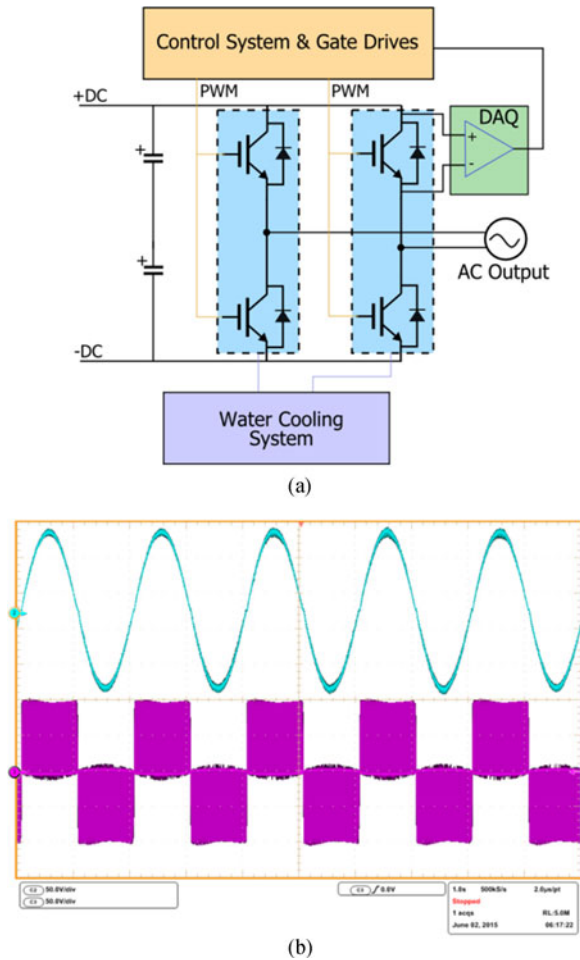 Control System & Gate Drives
PWM
PWM
+DC
DAQ
+
-
+
+
AC Output
-DC
Water Cooling
System
(a)
C2 50.0V/div
C3 50.0V/div
0.0V
1.0s 500kS/s 2.0µs/pt
Stopped
1 acqs RL:5.0M
June 02, 2015 06:17:22
(b)